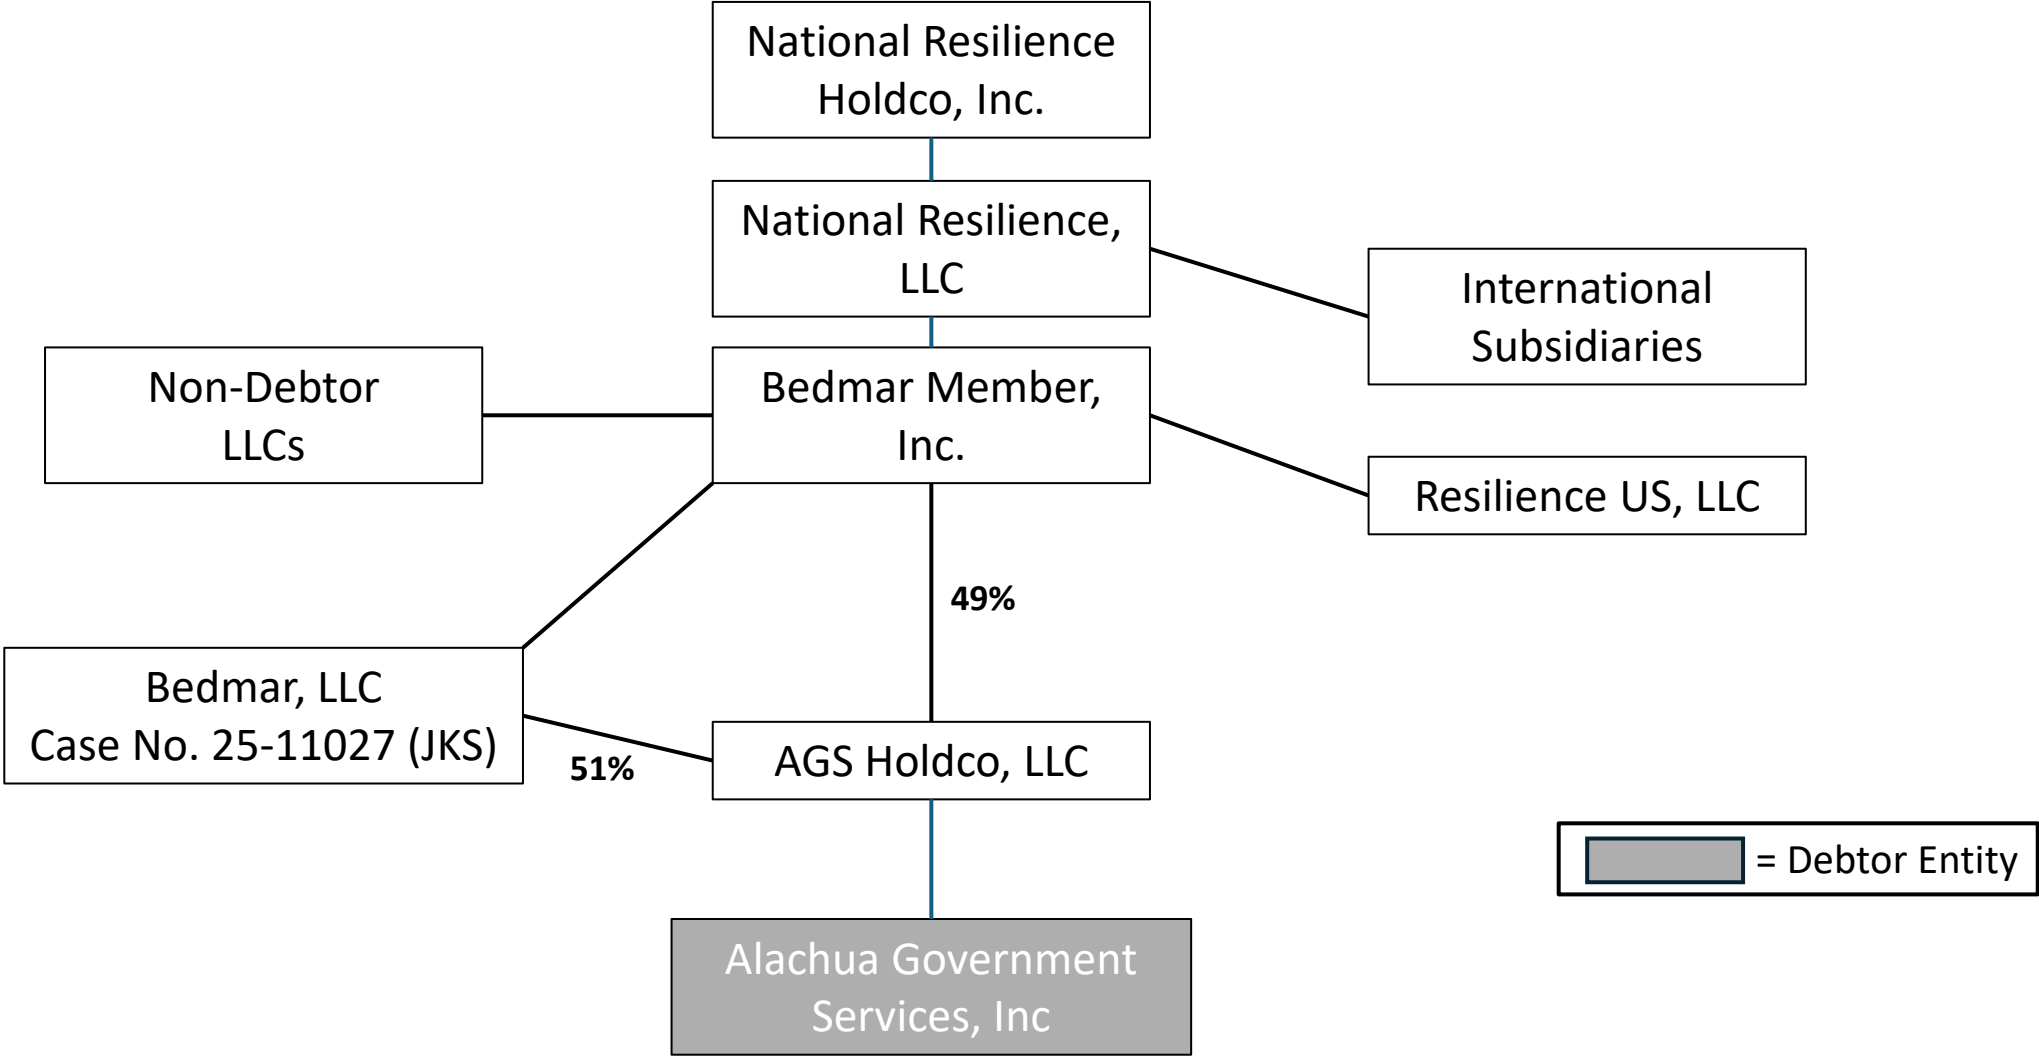 National Resilience
Holdco, Inc.
National Resilience,
LLC
International
Subsidiaries
Non-Debtor
LLCs
Bedmar Member,
Inc.
Resilience US, LLC
49%
Bedmar, LLC
Case No. 25-11027 (JKS)
51%
AGS Holdco, LLC
= Debtor Entity
Alachua Government
Services, Inc